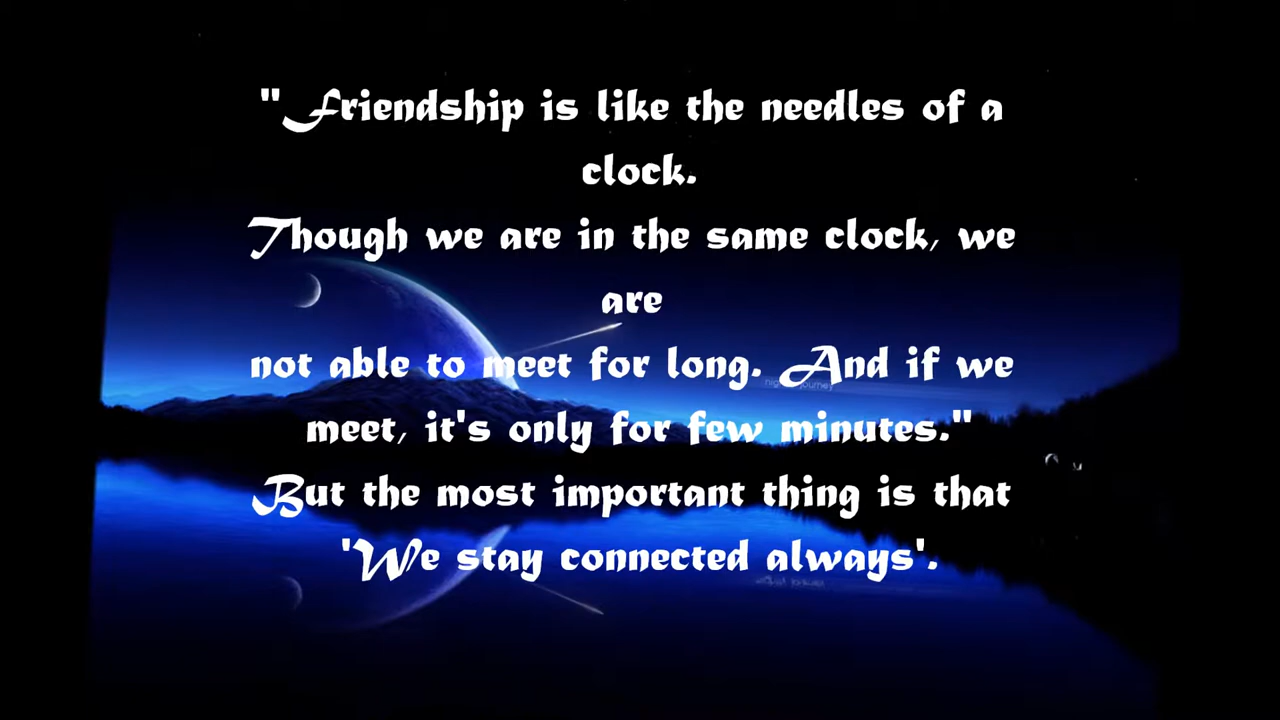 "Friendship is like the needles of a
clock.
Though we are in the same clock, we
are
not able to meet for long. And if we
meet, it's only for few minutes."
But the most important thing is that
'We stay connected always'.